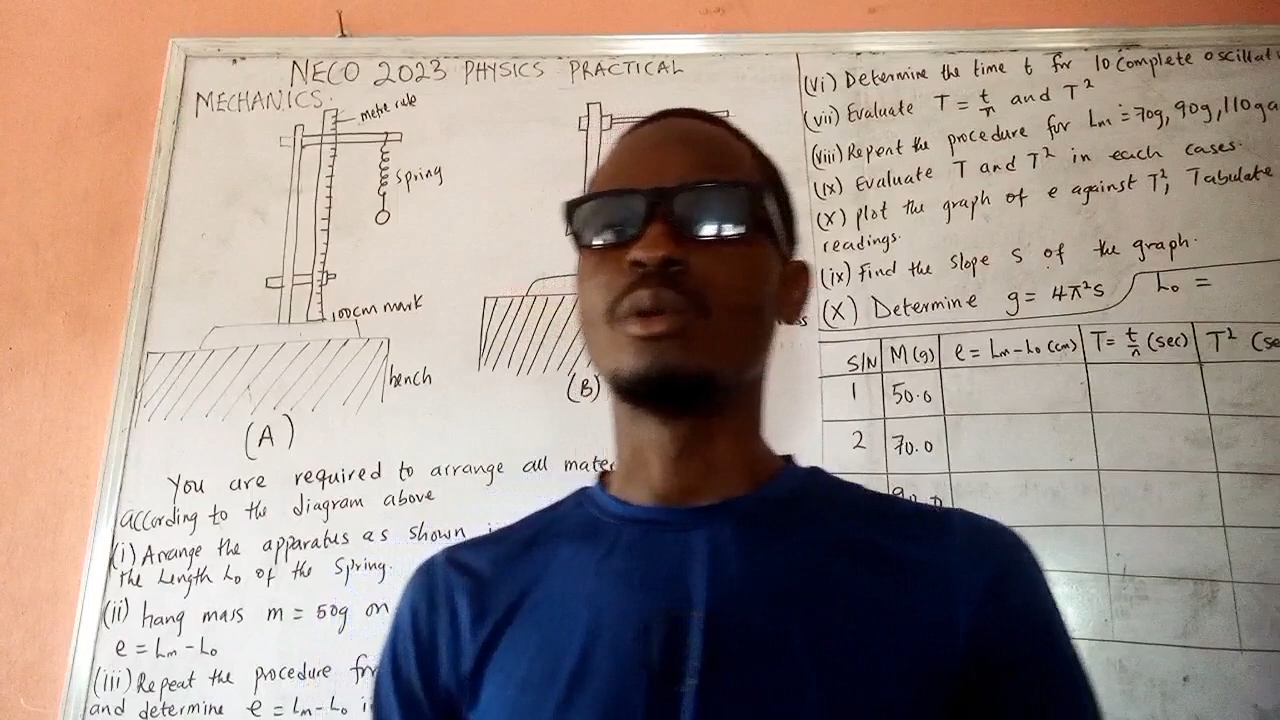 NECO 2023 PHYSICS PRACTICAL
MECHANICS.
metre rule
spring
100cm mark
bench
(A)
(B)
You are required to arrange all
according to the diagram above
(i) Arrange the apparatus as shown
the Length L₀ of the spring.
(ii) hang mass m = 50g on
e = Lm - L₀
(iii) Repeat the procedure for
and determine e = Lm - L₀
(vi) Determine the time t for 10 complete
(vii) Evaluate T = t/n and T²
(viii) Repeat the procedure for Lm = 70g, 90g, 110g
(ix) Evaluate T and T² in each cases.
(x) plot the graph of e against T², Tabulate
readings.
(ix) Find the slope S of the graph.
(x) Determine g = 4π²s
L₀ =
S/N M(g) e = Lm - L₀ (cm) T = t/n (sec) T²
1 50.0
2 70.0
90.0